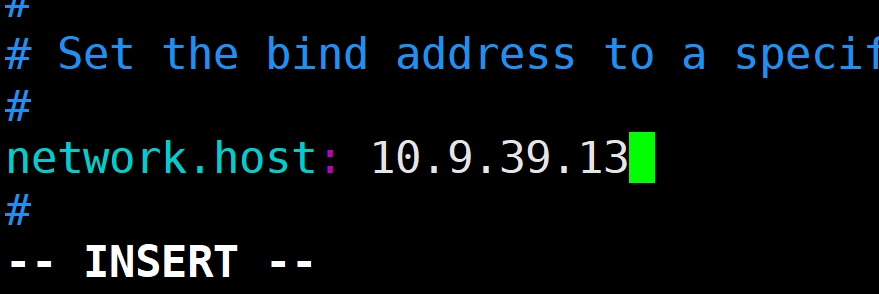 #
# Set the bind address to a specif
#
network.host: 10.9.39.13
#
-- INSERT --